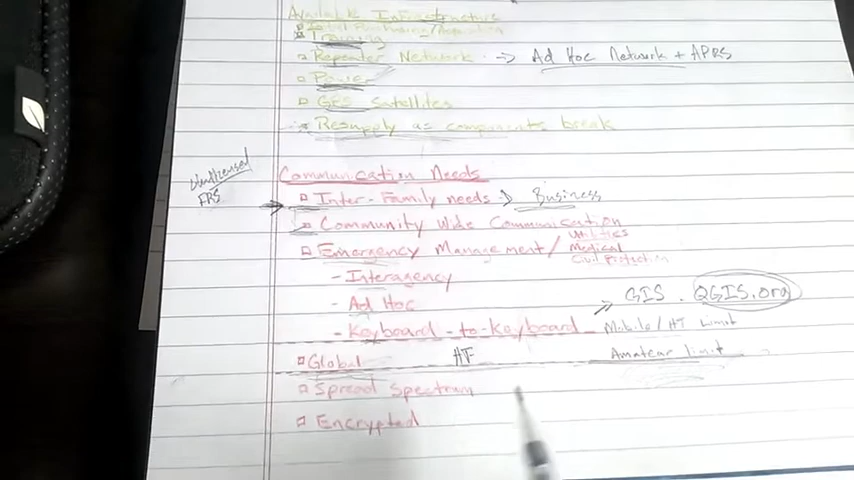 Available Infrastructure
Training
Repeater Network -> Ad Hoc Network + APRS
Power
GPS Satellites
Resupply as components break
Communication Needs
FRS
Inter-Family needs -> Business
Community Wide Communication
Utilities
Emergency Management/ Medical
Civil Protection
- Interagency
- Ad Hoc
GIS. QGIS.org
- Keyboard-to-Keyboard
Mobile/HT Limit
Global
HF
Amatear limit
Spread Spectrum
Encrypted